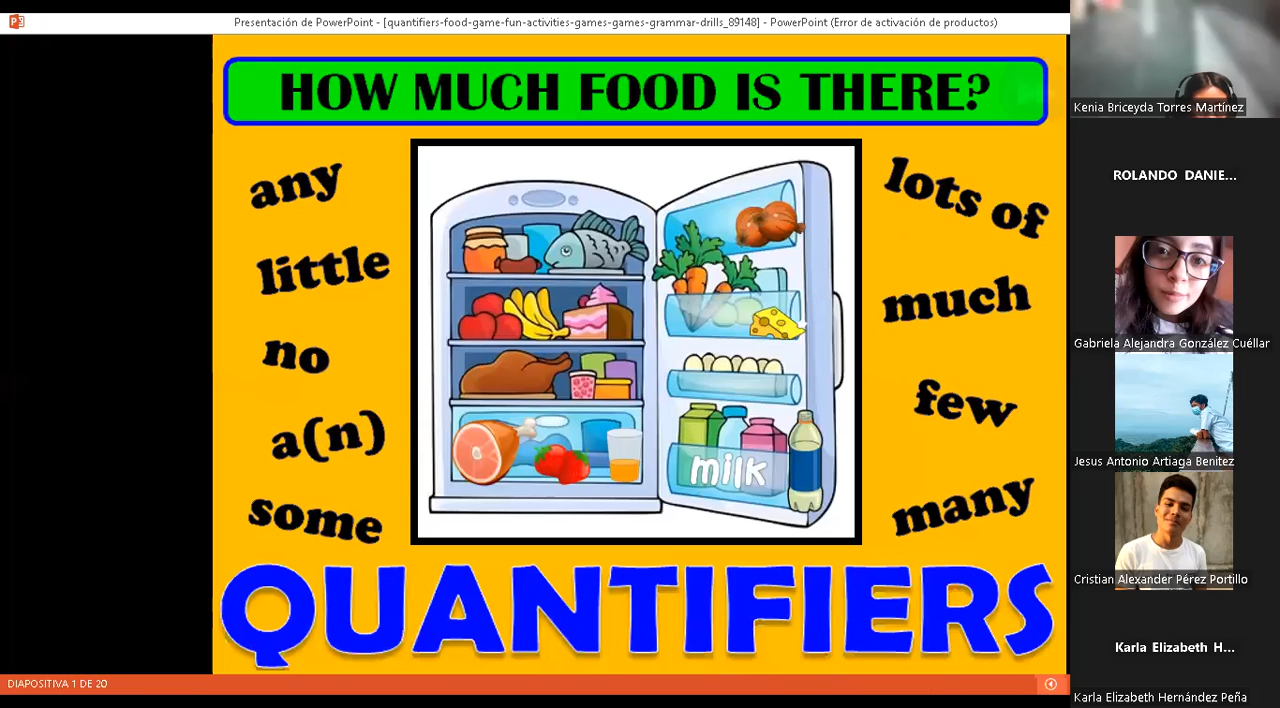 Presentación de PowerPoint - [quantifiers-food-game-fun-activities-games-games-grammar-drills_89148] - PowerPoint (Error de activación de productos)
HOW MUCH FOOD IS THERE?
any
little
no
a(n)
some
milk
lots of
much
few
many
QUANTIFIERS
DIAPOSITIVA 1 DE 20
Kenia Briceyda Torres Martínez
ROLANDO DANIE...
Gabriela Alejandra González Cuéllar
Jesus Antonio Artiaga Benitez
Cristian Alexander Pérez Portillo
Karla Elizabeth H...
Karla Elizabeth Hernández Peña